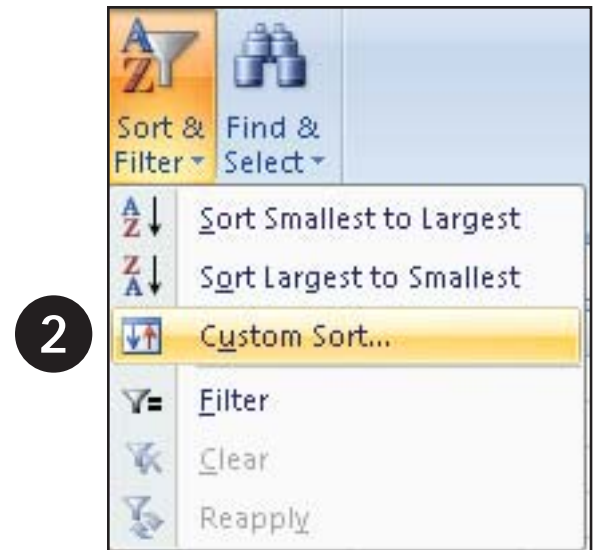 Sort & Find &
Filter Select
Sort Smallest to Largest
Sort Largest to Smallest
2
Custom Sort...
Filter
Clear
Reapply